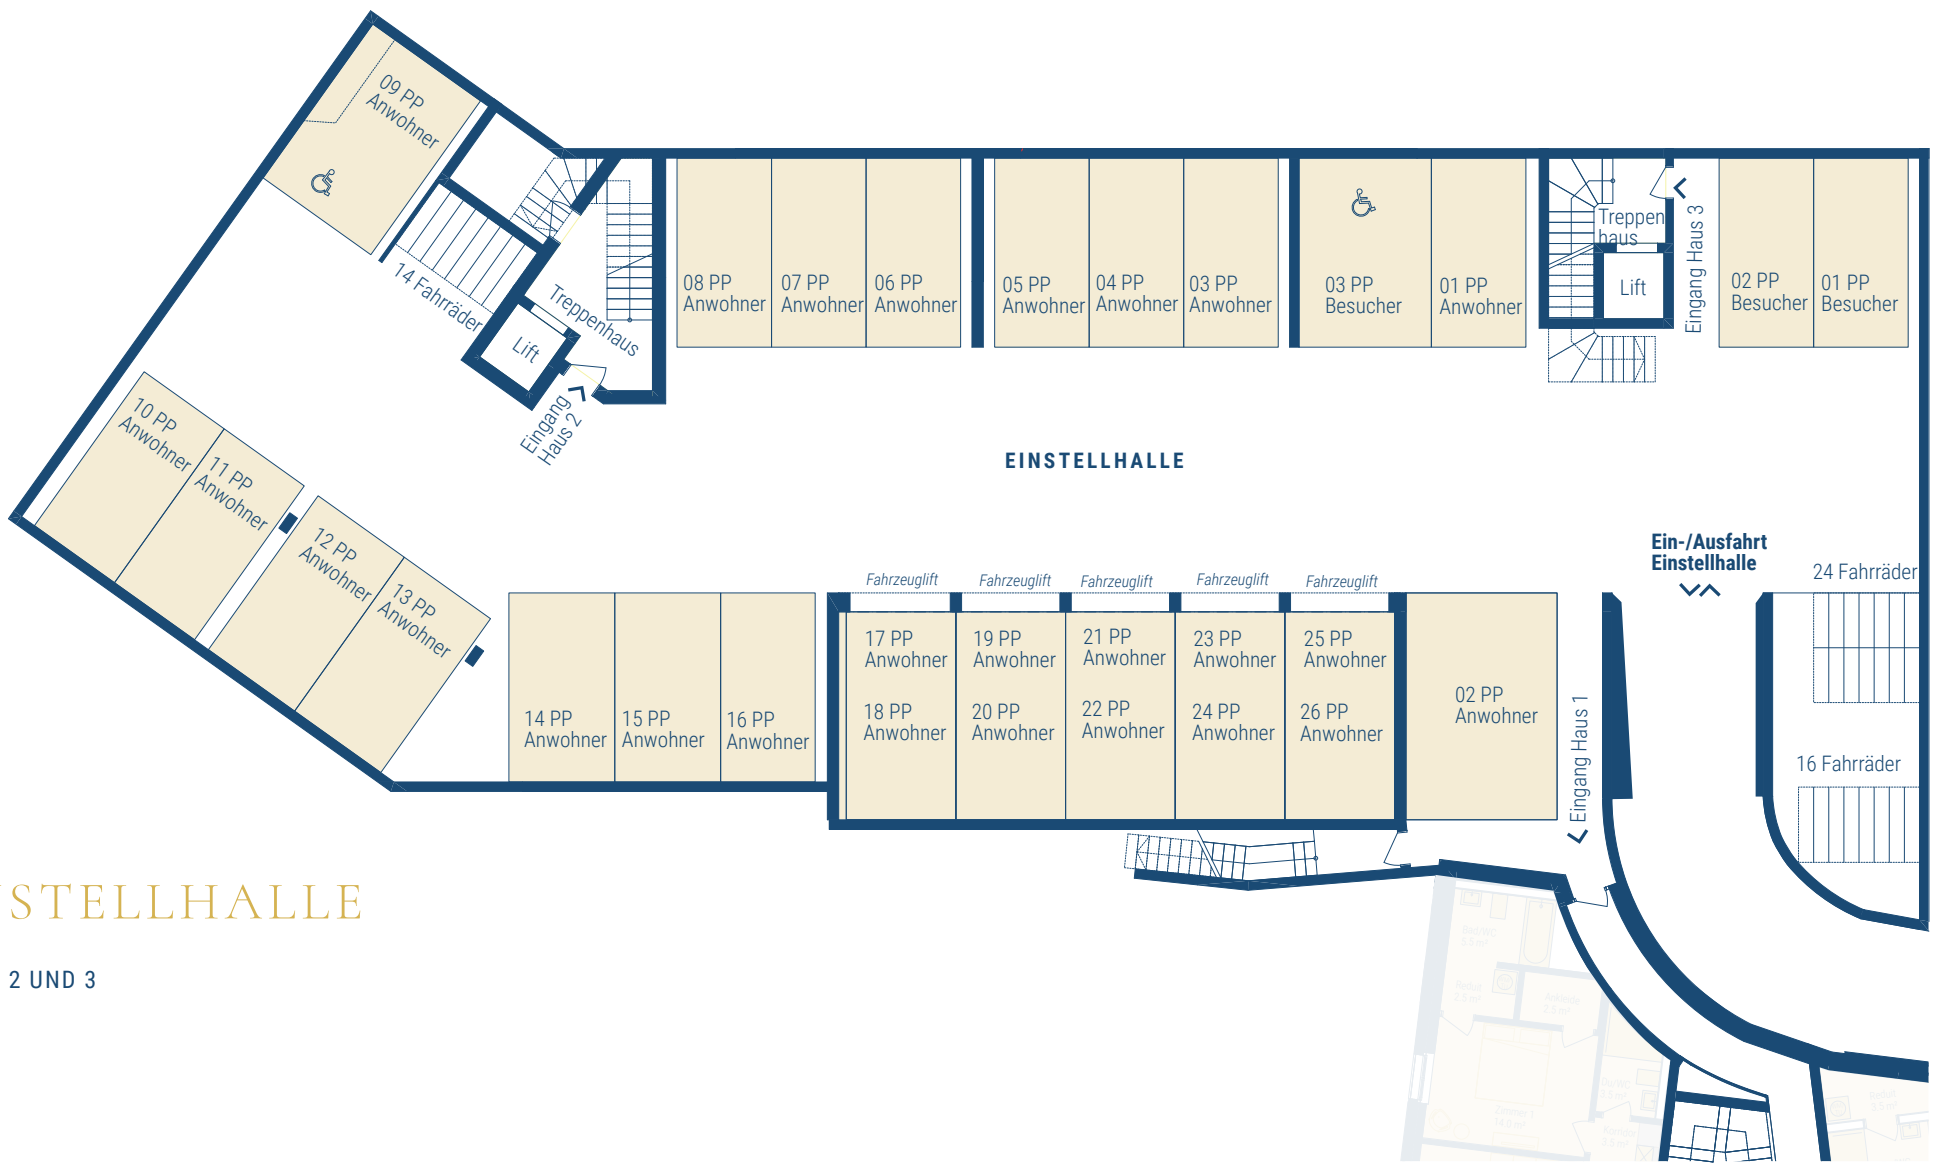 09 PP
Anwohner
14 Fahrräder
Treppenhaus
Lift
Eingang
Haus 2
08 PP
Anwohner
07 PP
Anwohner
06 PP
Anwohner
05 PP
Anwohner
04 PP
Anwohner
03 PP
Anwohner
03 PP
Besucher
01 PP
Anwohner
Treppen
haus
Lift
Eingang Haus 3
02 PP
Besucher
01 PP
Besucher
10 PP
Anwohner
11 PP
Anwohner
12 PP
Anwohner
13 PP
Anwohner
EINSTELLHALLE
Ein-/Ausfahrt
Einstellhalle
24 Fahrräder
16 Fahrräder
14 PP
Anwohner
15 PP
Anwohner
16 PP
Anwohner
Fahrzeuglift
Fahrzeuglift
Fahrzeuglift
Fahrzeuglift
Fahrzeuglift
17 PP
Anwohner
18 PP
Anwohner
19 PP
Anwohner
20 PP
Anwohner
21 PP
Anwohner
22 PP
Anwohner
23 PP
Anwohner
24 PP
Anwohner
25 PP
Anwohner
26 PP
Anwohner
02 PP
Anwohner
Eingang Haus 1
STELLHALLE
2 UND 3